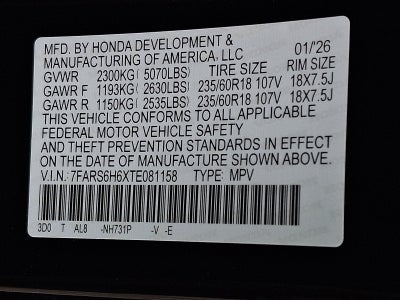 MFD. BY HONDA DEVELOPMENT &
MANUFACTURING OF AMERICA, LLC 01/'26
GVWR 2300KG (5070LBS) TIRE SIZE RIM SIZE
GAWR F 1193KG (2630LBS) 235/60R18 107V 18X7.5J
GAWR R 1150KG (2535LBS) 235/60R18 107V 18X7.5J
THIS VEHICLE CONFORMS TO ALL APPLICABLE
FEDERAL MOTOR VEHICLE SAFETY, BUMPER,
AND THEFT PREVENTION STANDARDS IN EFFECT
ON THE DATE OF MANUFACTURE SHOWN ABOVE.
V.I.N: 7FARS6H6XTE081158 TYPE: MPV
3D0 T AL8 -NH731P -V -E